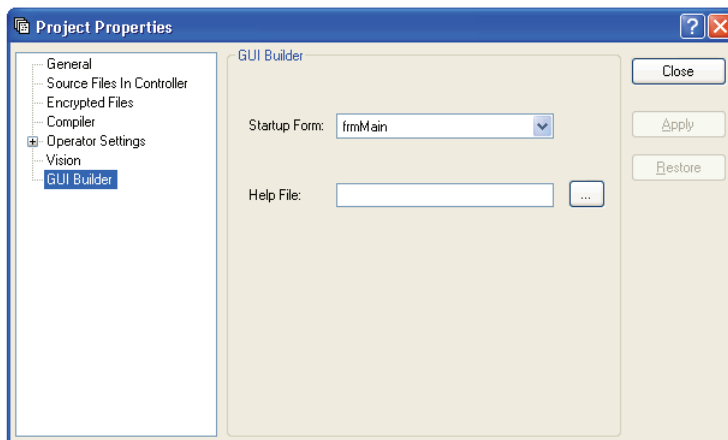 Project Properties
General
Source Files In Controller
Encrypted Files
Compiler
Operator Settings
Vision
GUI Builder
GUI Builder
Startup Form: frmMain
Help File: ...
Close
Apply
Restore